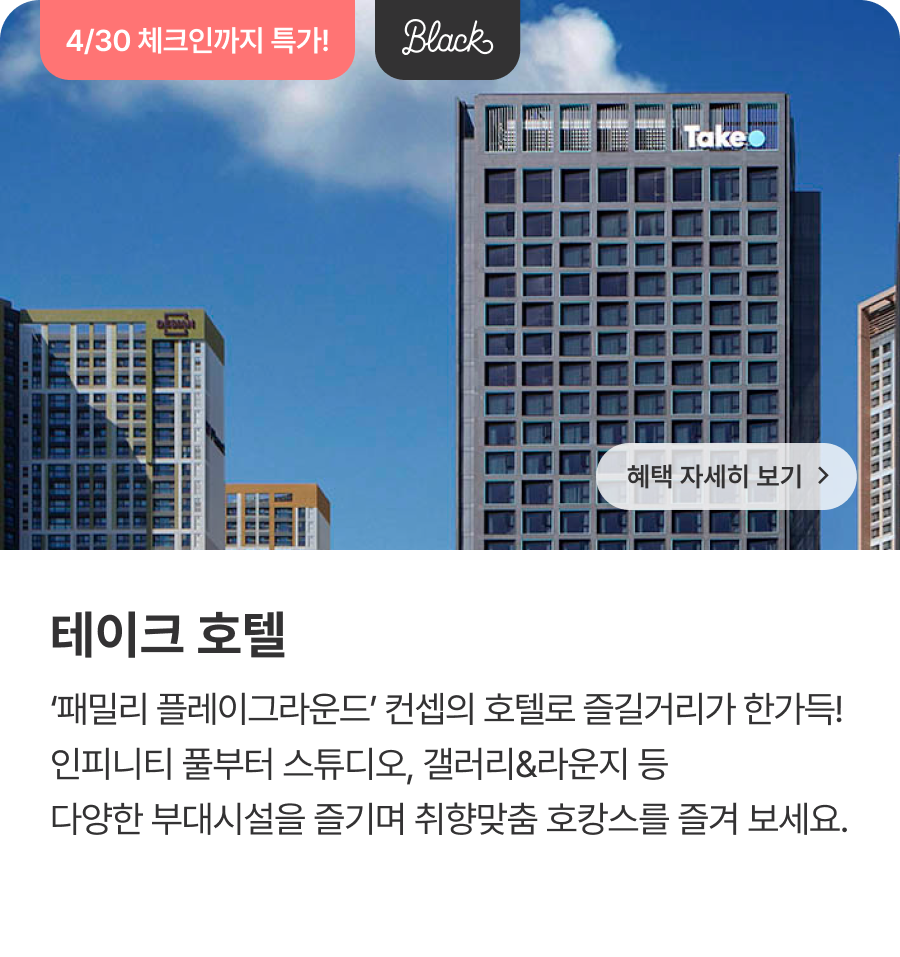 4/30 체크인까지 특가!
Black
Take
혜택 자세히 보기
테이크 호텔
‘패밀리 플레이그라운드’ 컨셉의 호텔로 즐길거리가 한가득!
인피니티 풀부터 스튜디오, 갤러리&라운지 등
다양한 부대시설을 즐기며 취향맞춤 호캉스를 즐겨 보세요.